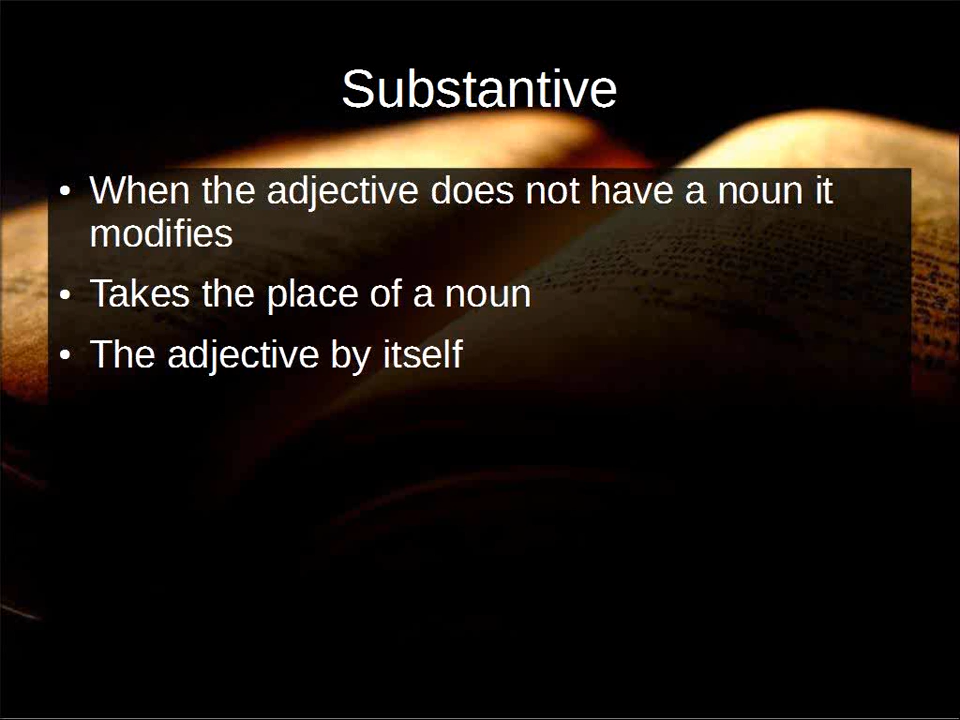 Substantive
• When the adjective does not have a noun it
modifies
• Takes the place of a noun
• The adjective by itself